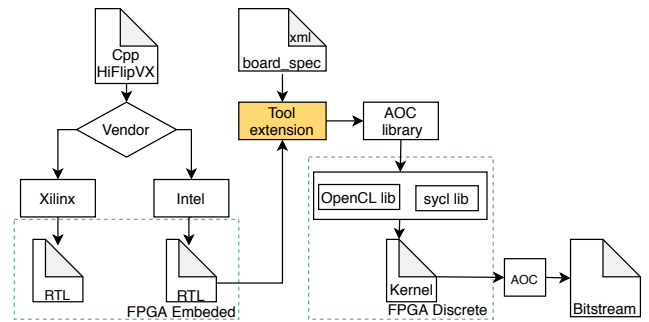 Cpp
HiFlipVX
xml
board_spec
Vendor
Tool
extension
AOC
library
Xilinx
Intel
OpenCL lib
sycl lib
RTL
RTL
FPGA Embeded
Kernel
FPGA Discrete
AOC
Bitstream